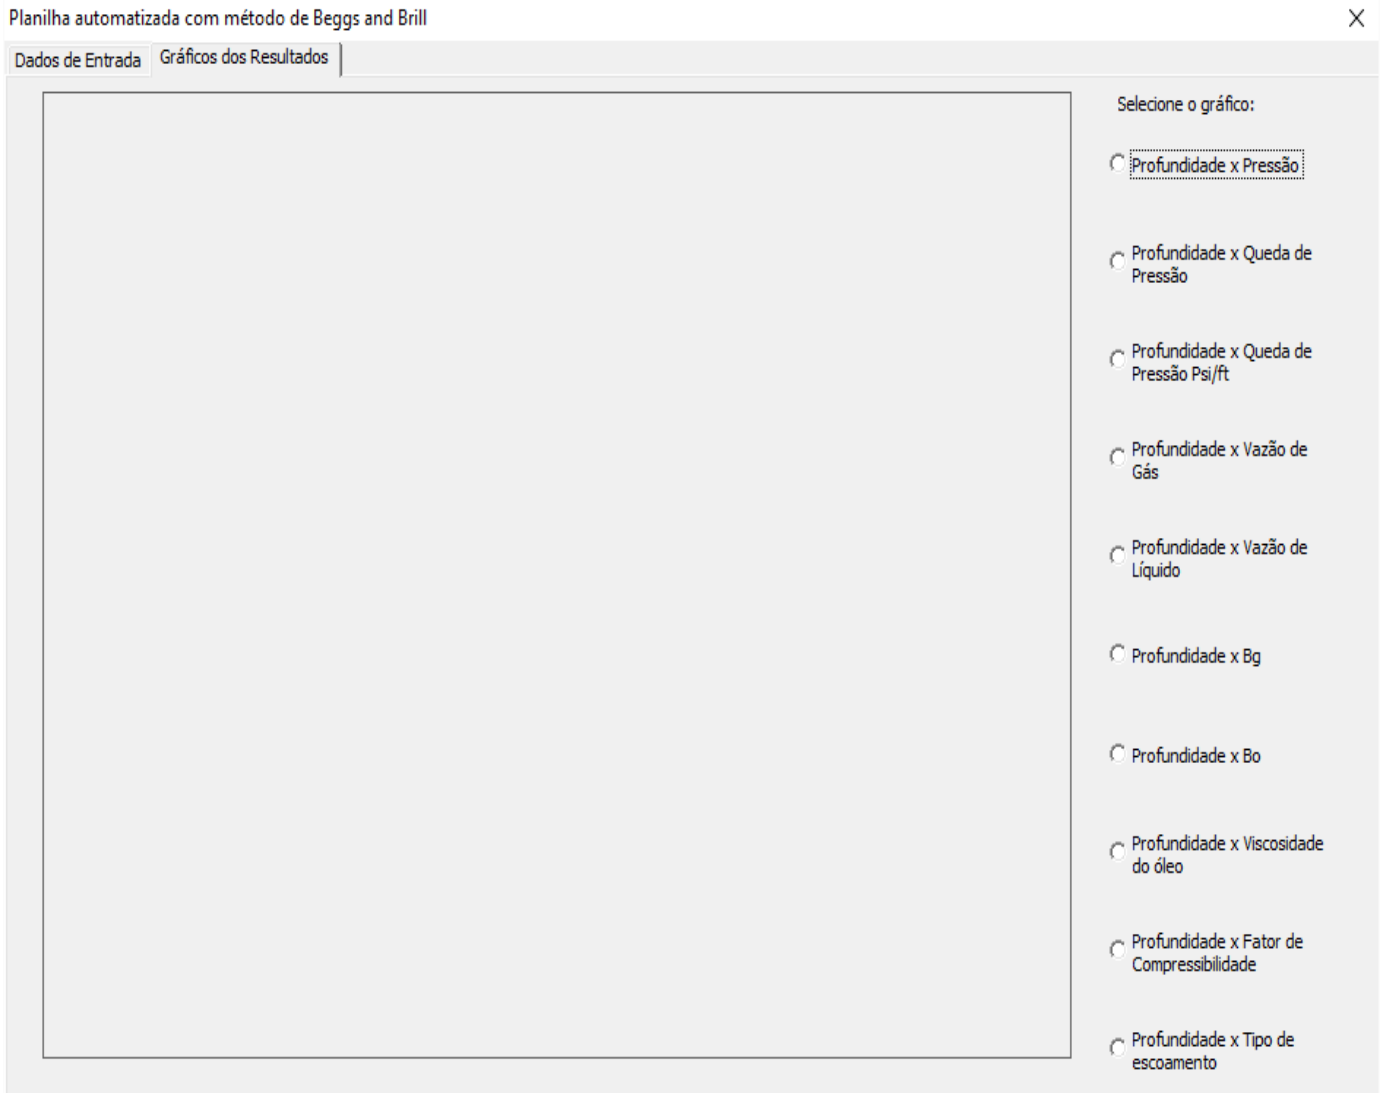 Planilha automatizada com método de Beggs and Brill
Dados de Entrada
Gráficos dos Resultados
Selecione o gráfico:
Profundidade x Pressão
Profundidade x Queda de
Pressão
Profundidade x Queda de
Pressão Psi/ft
Profundidade x Vazão de
Gás
Profundidade x Vazão de
Líquido
Profundidade x Bg
Profundidade x Bo
Profundidade x Viscosidade
do óleo
Profundidade x Fator de
Compressibilidade
Profundidade x Tipo de
escoamento